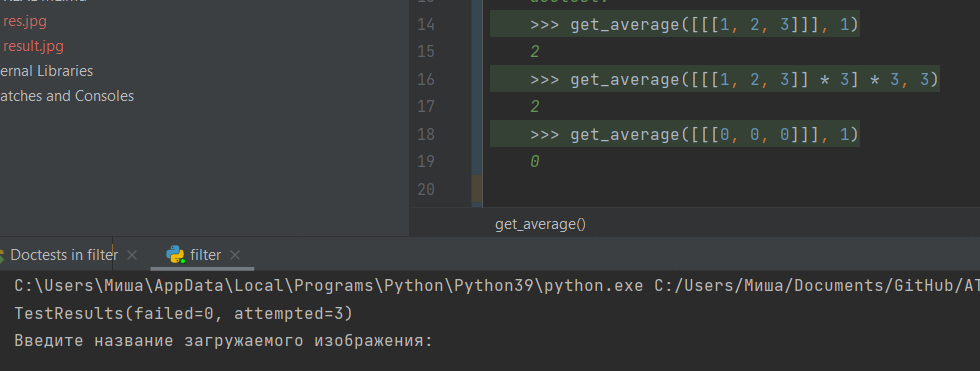 res.jpg
result.jpg
ernal Libraries
atches and Consoles
14 >>> get_average([[[1, 2, 3]]], 1)
15 2
16 >>> get_average([[[1, 2, 3]] * 3] * 3, 3)
17 2
18 >>> get_average([[[0, 0, 0]]], 1)
19 0
20
get_average()
Doctests in filter × filter ×
C:\Users\Миша\AppData\Local\Programs\Python\Python39\python.exe C:/Users/Миша/Documents/GitHub/AT
TestResults(failed=0, attempted=3)
Введите название загружаемого изображения: